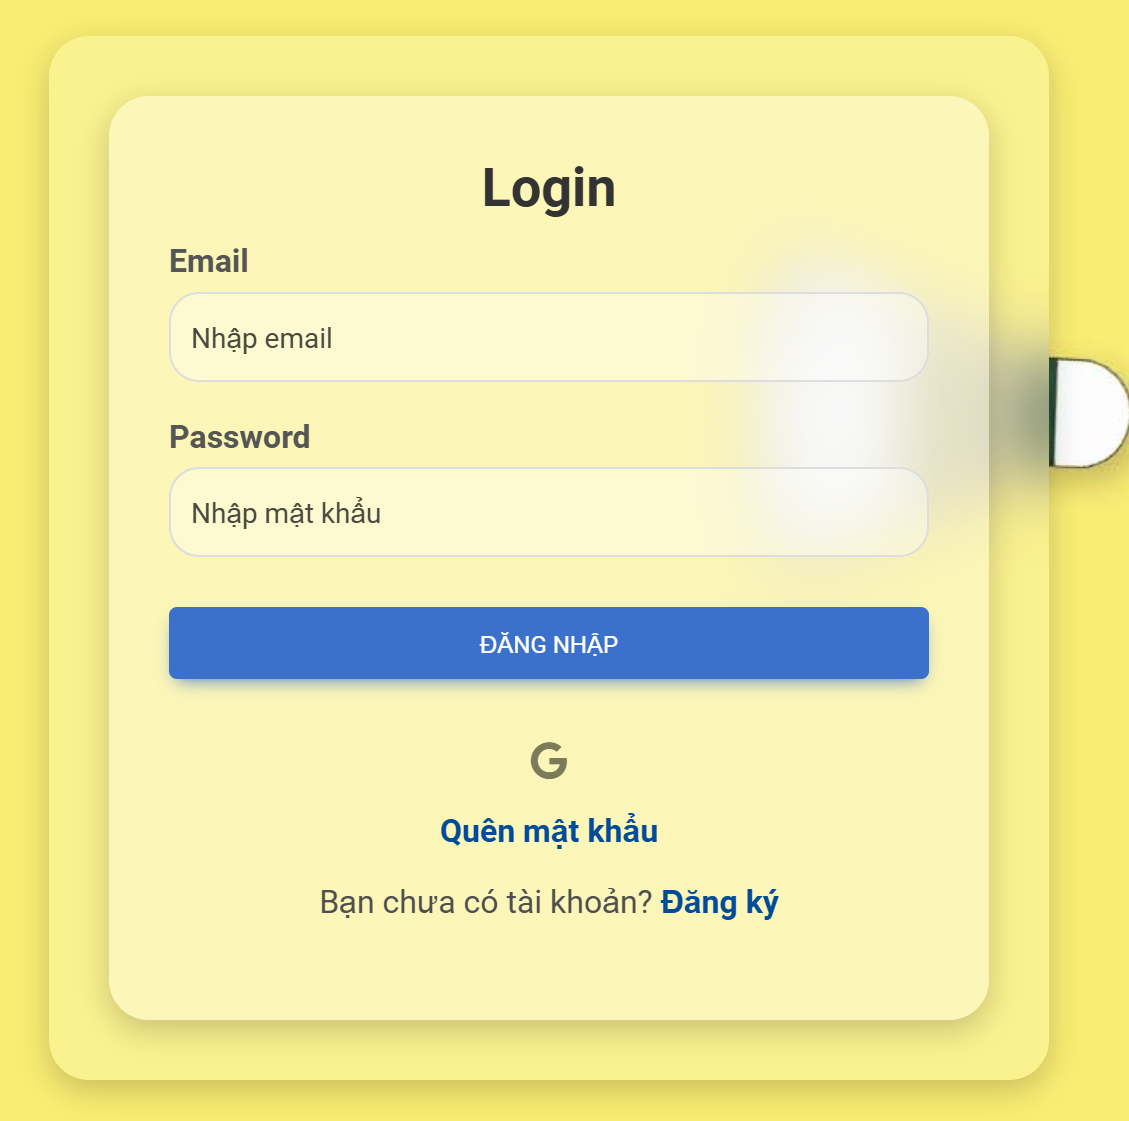 Login
Email
Nhập email
Password
Nhập mật khẩu
ĐĂNG NHẬP
G
Quên mật khẩu
Bạn chưa có tài khoản? Đăng ký